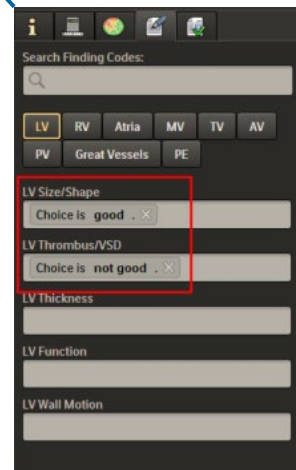 i
Search Finding Codes:
LV RV Atria MV TV AV
PV Great Vessels PE
LV Size/Shape
Choice is good .
LV Thrombus/VSD
Choice is not good .
LV Thickness
LV Function
LV Wall Motion